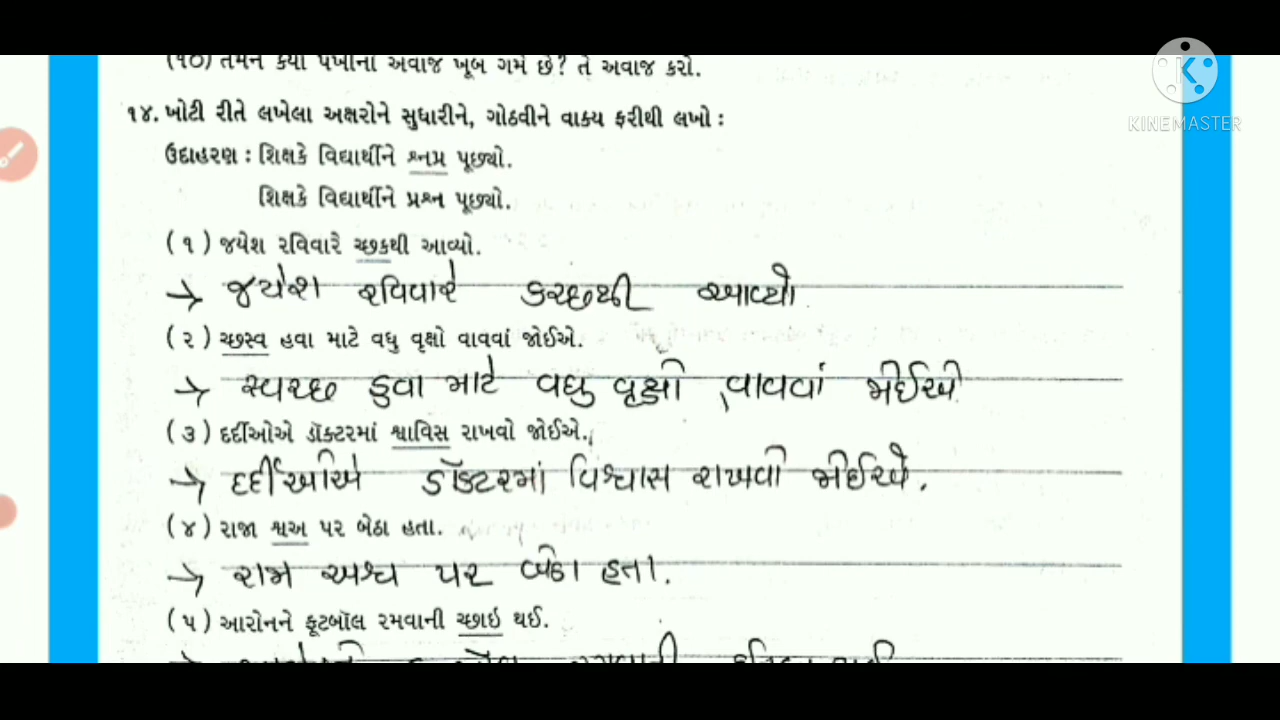 (૧૦) તમને કયા પંખીનો અવાજ ખૂબ ગમે છે? તે અવાજ કરો.
KINEMASTER
૧૪. ખોટી રીતે લખેલા અક્ષરોને સુધારીને, ગોઠવીને વાક્ય ફરીથી લખો :
ઉદાહરણ : શિક્ષકે વિદ્યાર્થીને શ્નપ્ર પૂછ્યો.
શિક્ષકે વિદ્યાર્થીને પ્રશ્ન પૂછ્યો.
(૧) જયેશ રવિવારે ચ્છકથી આવ્યો.
→ જયેશ રવિવારે કચ્છથી આવ્યો.
(૨) ચ્છસ્વ હવા માટે વધુ વૃક્ષો વાવવાં જોઈએ.
→ સ્વચ્છ હવા માટે વધુ વૃક્ષો વાવવાં જોઈએ.
(૩) દર્દીઓએ ડૉક્ટરમાં શ્વાવિસ રાખવો જોઈએ.
→ દર્દીઓએ ડૉક્ટરમાં વિશ્વાસ રાખવો જોઈએ.
(૪) રાજા શ્વઅ પર બેઠા હતા.
→ રાજા અશ્વ પર બેઠા હતા.
(૫) આરોનને ફૂટબૉલ રમવાની ચ્છાઇ થઈ.